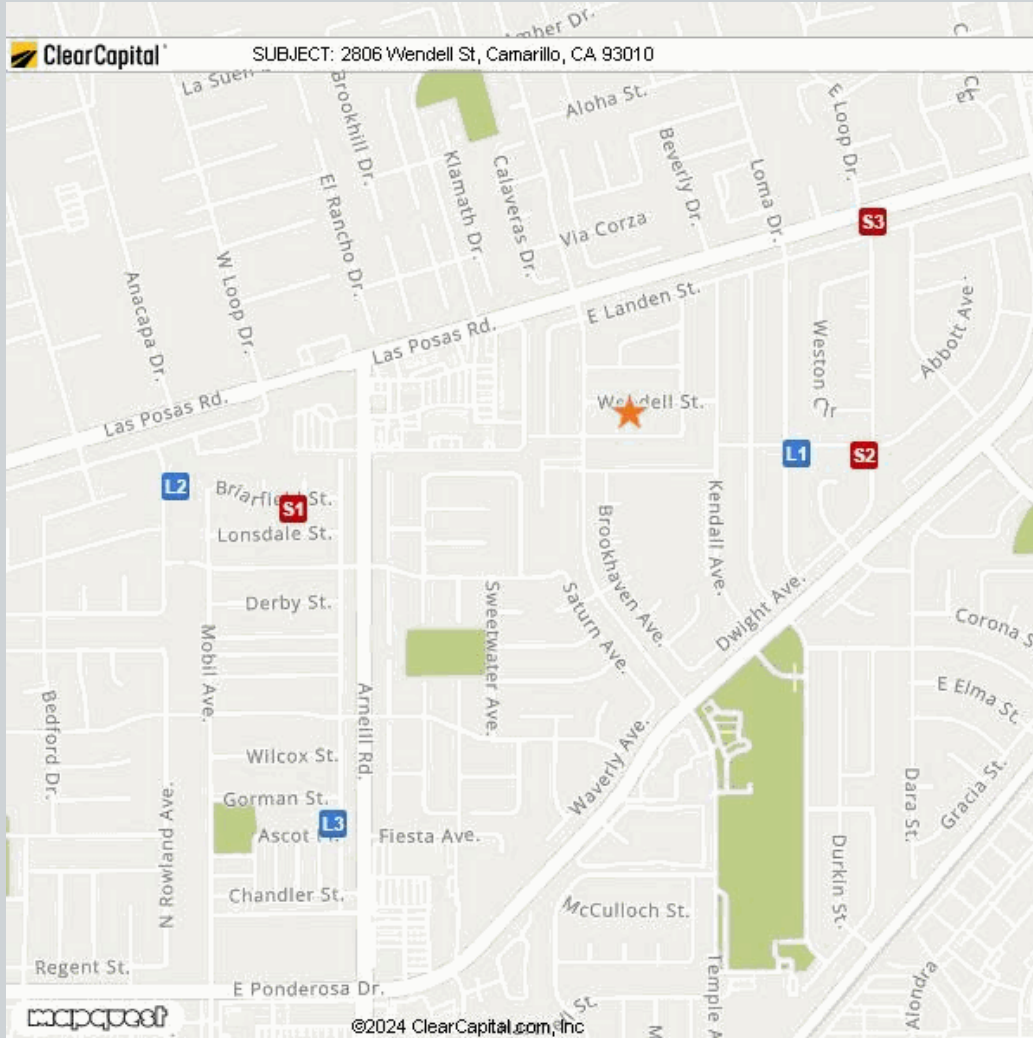 Amber Dr.
ClearCapital
SUBJECT: 2806 Wendell St, Camarillo, CA 93010
La Suen
Brookhill Dr.
Aloha St.
E Loop Dr.
Klamath Dr.
Calaveras Dr.
Beverly Dr.
Loma Dr.
El Rancho Dr.
Via Corza
S3
W Loop Dr.
Anacapa Dr.
E Landen St.
Las Posas Rd.
Weston Cir
Abbott Ave.
Las Posas Rd.
Wendell St.
L1
S2
L2
Briarfield St.
S1
Lonsdale St.
Kendall Ave.
Brookhaven Ave.
Saturn Ave.
Sweetwater Ave.
Derby St.
Dwight Ave.
Corona S
Mobil Ave.
E Elma St.
Bedford Dr.
Arneill Rd.
Waverly Ave.
Wilcox St.
Gorman St.
L3
Ascot
Fiesta Ave.
N Rowland Ave.
Dara St.
Gracia St.
Durkin St.
Chandler St.
McCulloch St.
Regent St.
Temple A
Alondra
E Ponderosa Dr.
mapquest
©2024 ClearCapital.com, Inc
ell St.
M